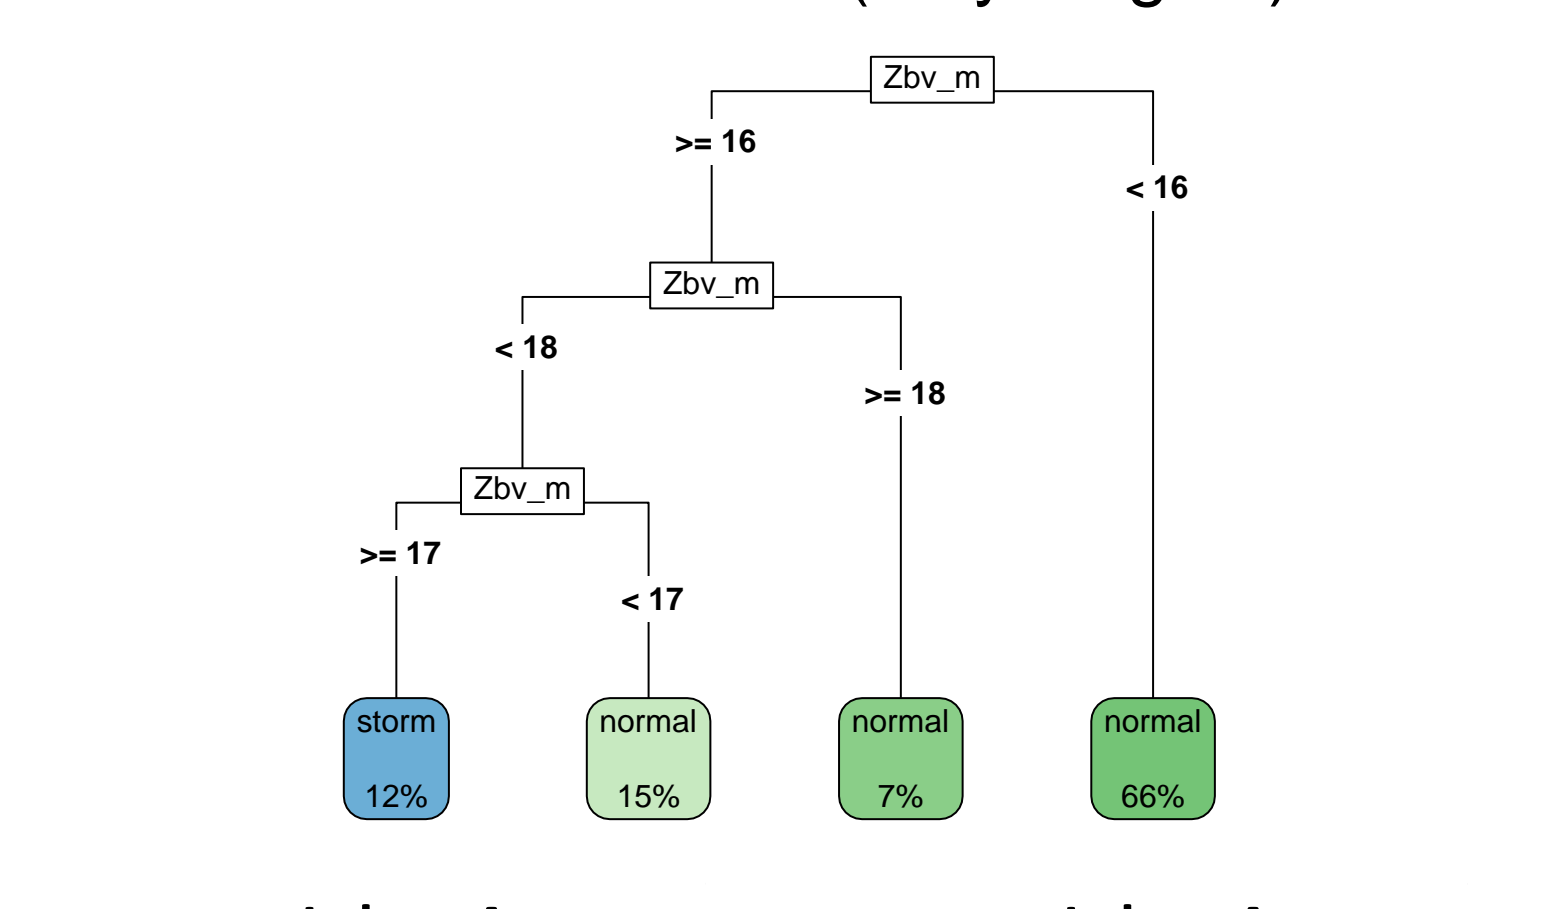 Zbv_m
>= 16
< 16
Zbv_m
< 18
>= 18
Zbv_m
>= 17
< 17
storm
12%
normal
15%
normal
7%
normal
66%